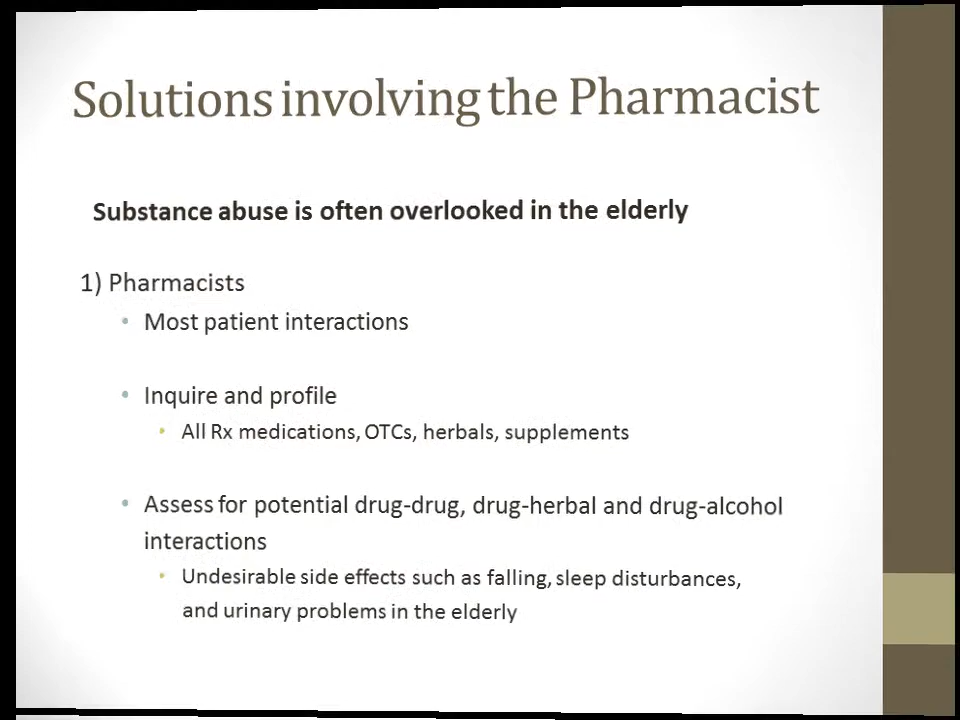 Solutions involving the Pharmacist
Substance abuse is often overlooked in the elderly
1) Pharmacists
• Most patient interactions
• Inquire and profile
• All Rx medications, OTCs, herbals, supplements
• Assess for potential drug-drug, drug-herbal and drug-alcohol
interactions
• Undesirable side effects such as falling, sleep disturbances,
and urinary problems in the elderly